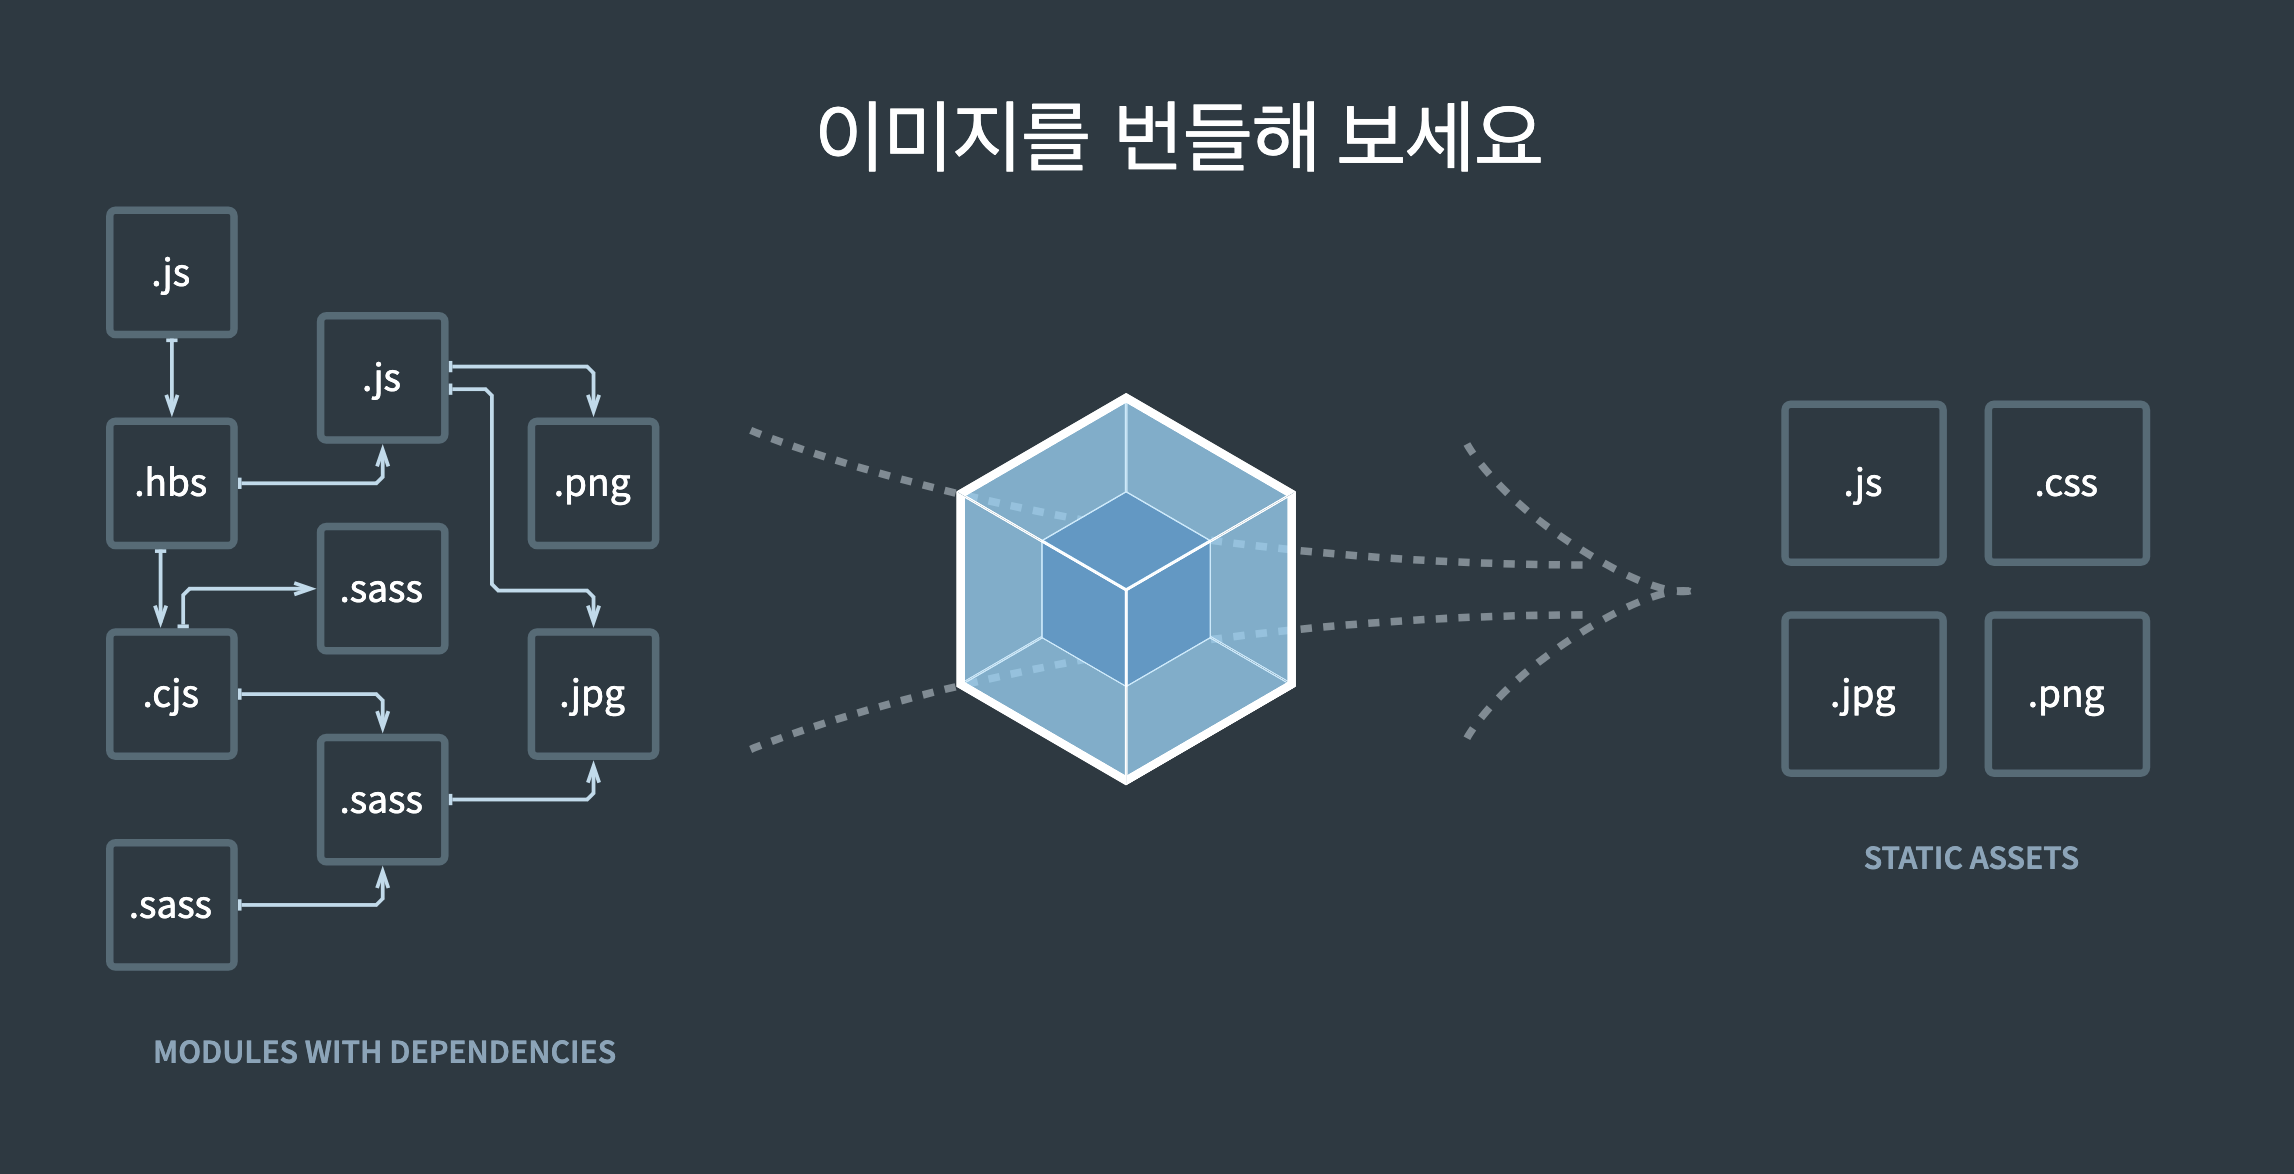 이미지를 번들해 보세요
.js
.js
.hbs
.png
.sass
.cjs
.jpg
.sass
.sass
MODULES WITH DEPENDENCIES
.js
.css
.jpg
.png
STATIC ASSETS